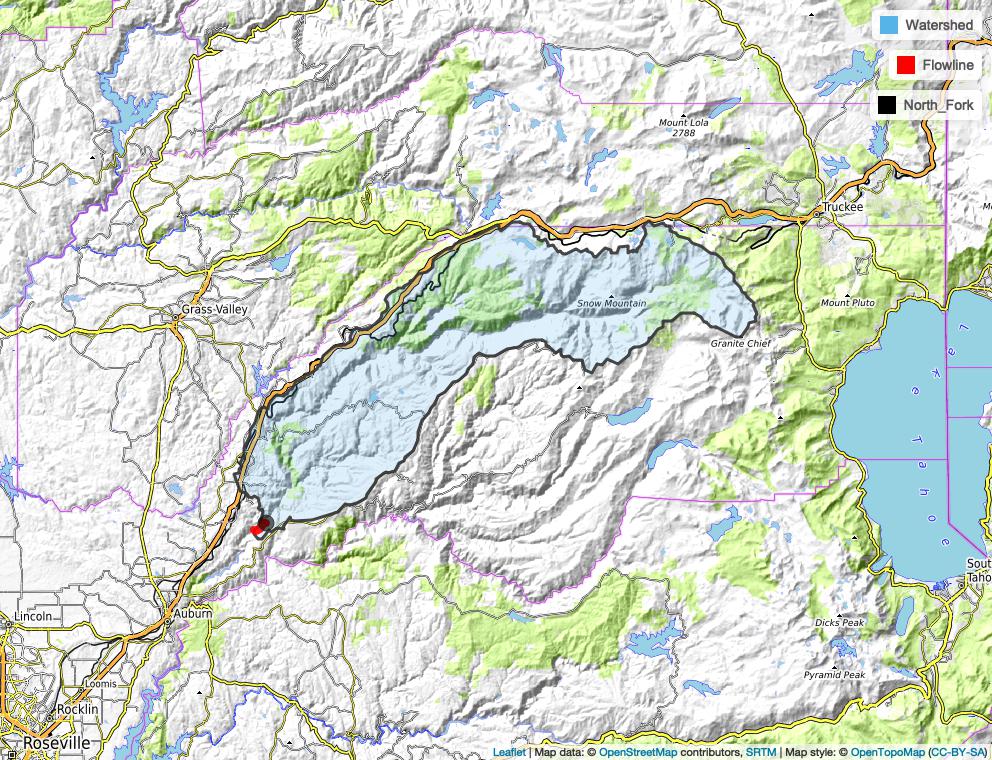 Watershed
Flowline
North_Fork
Mount Lola
2788
Truckee
Snow Mountain
Mount Pluto
Grass Valley
Granite Chief
Lake Tahoe
South
Auburn
Lincoln
Dicks Peak
Pyramid Peak
Loomis
Rocklin
Roseville
Leaflet | Map data: © OpenStreetMap contributors, SRTM | Map style: © OpenTopoMap (CC-BY-SA)